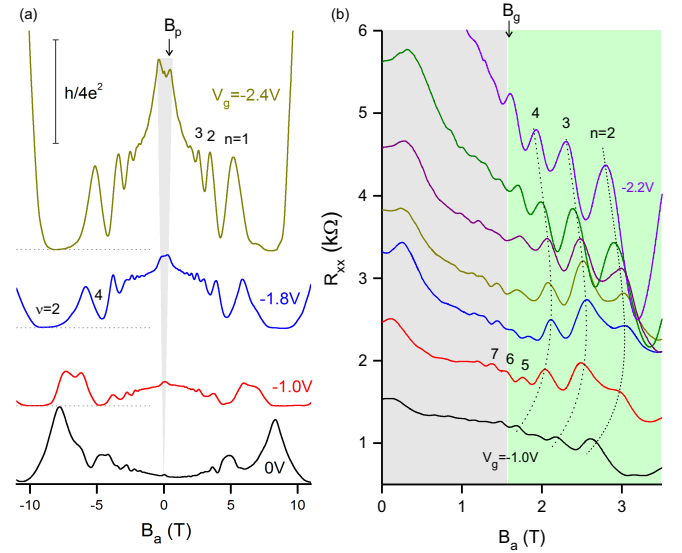 (a)
B_p
h/4e²
V_g=-2.4V
3 2 n=1
ν=2
4
-1.8V
-1.0V
0V
-10 -5 0 5 10
B_a (T)
(b)
B_g
6
5
4
3
2
1
R_xx (kΩ)
4
3
n=2
-2.2V
7 6 5
V_g=-1.0V
0 1 2 3
B_a (T)